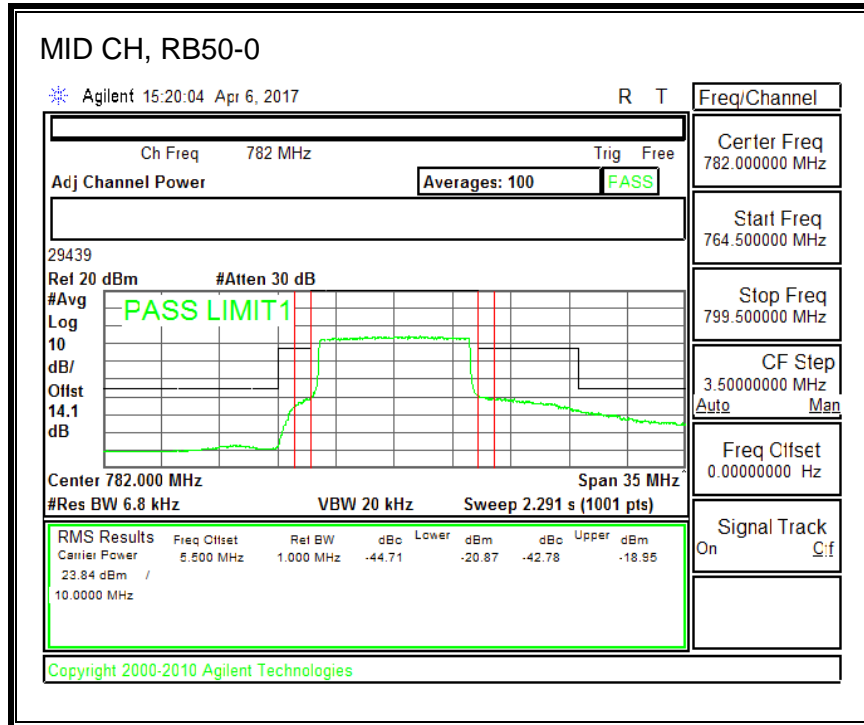 MID CH, RB50-0
Agilent 15:20:04 Apr 6, 2017 R T
Freq/Channel
Ch Freq 782 MHz Trig Free
Adj Channel Power Averages: 100 PASS
Center Freq
782.000000 MHz
Start Freq
764.500000 MHz
29439
Ref 20 dBm #Atten 30 dB
#Avg
Log
10
dB/
Offst
14.1
dB
PASS LIMIT1
Stop Freq
799.500000 MHz
CF Step
3.50000000 MHz
Auto Man
Freq Offset
0.00000000 Hz
Center 782.000 MHz Span 35 MHz
#Res BW 6.8 kHz VBW 20 kHz Sweep 2.291 s (1001 pts)
Signal Track
On Off
RMS Results Freq Offset Ref BW dBc Lower dBm dBc Upper dBm
Carrier Power 5.500 MHz 1.000 MHz -44.71 -20.87 -42.78 -18.95
23.84 dBm /
10.0000 MHz
Copyright 2000-2010 Agilent Technologies